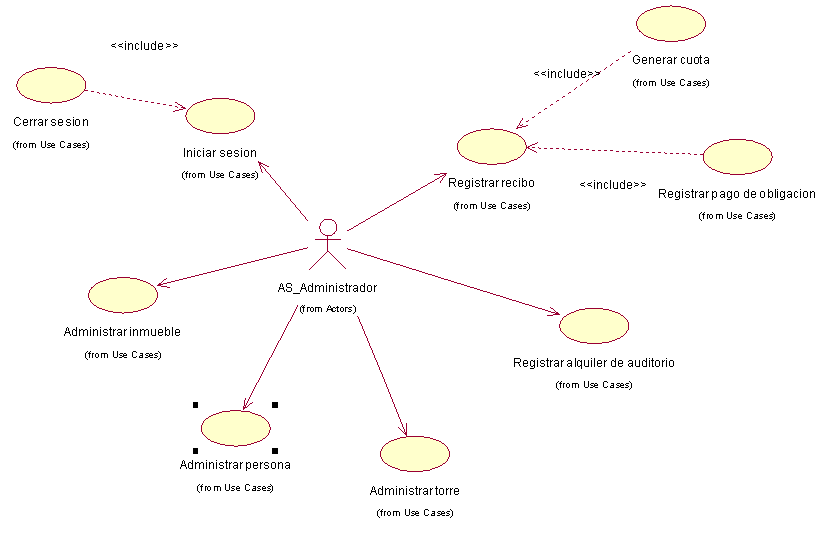 <<include>>
Generar cuota
(from Use Cases)
<<include>>
Cerrar sesion
(from Use Cases)
Iniciar sesion
(from Use Cases)
Registrar recibo
(from Use Cases)
<<include>>
Registrar pago de obligacion
(from Use Cases)
AS_Administrador
(from Actors)
Administrar inmueble
(from Use Cases)
Registrar alquiler de auditorio
(from Use Cases)
Administrar persona
(from Use Cases)
Administrar torre
(from Use Cases)